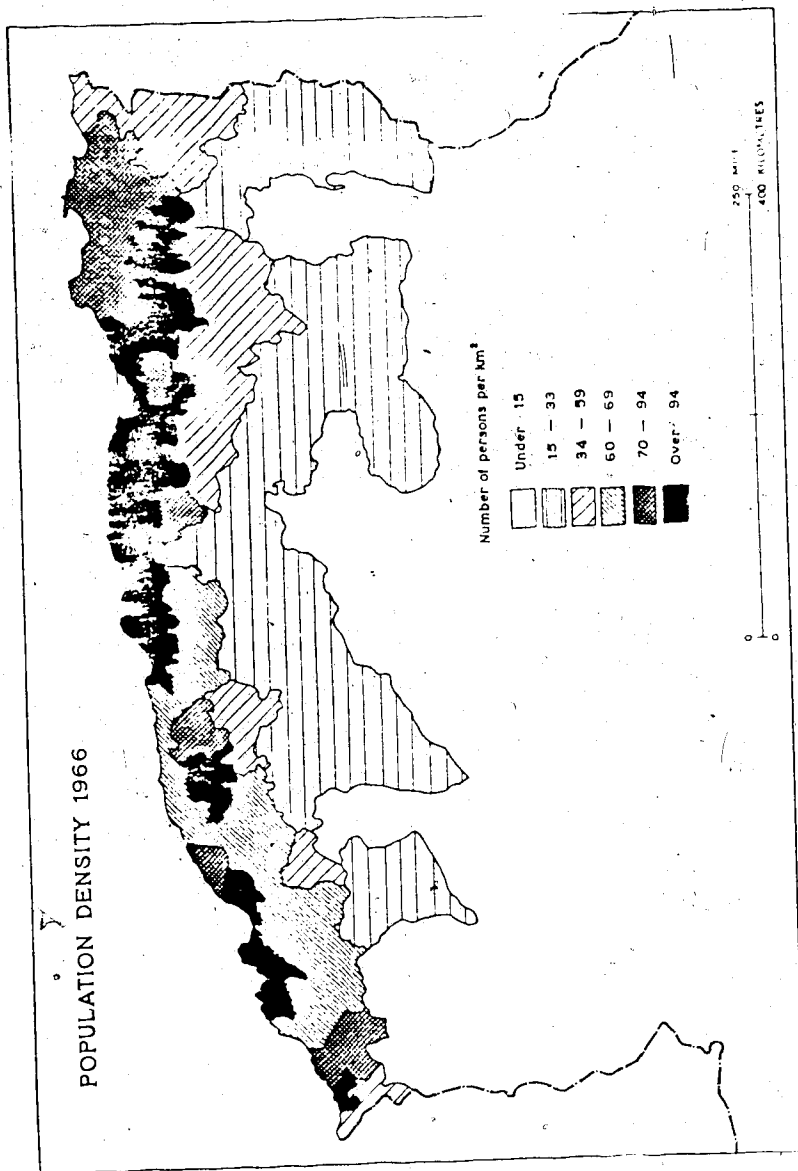 POPULATION DENSITY 1966
Number of persons per km²
Under 15
15 – 33
34 – 59
60 – 69
70 – 94
Over 94
0 250
0 400 KILOMETRES